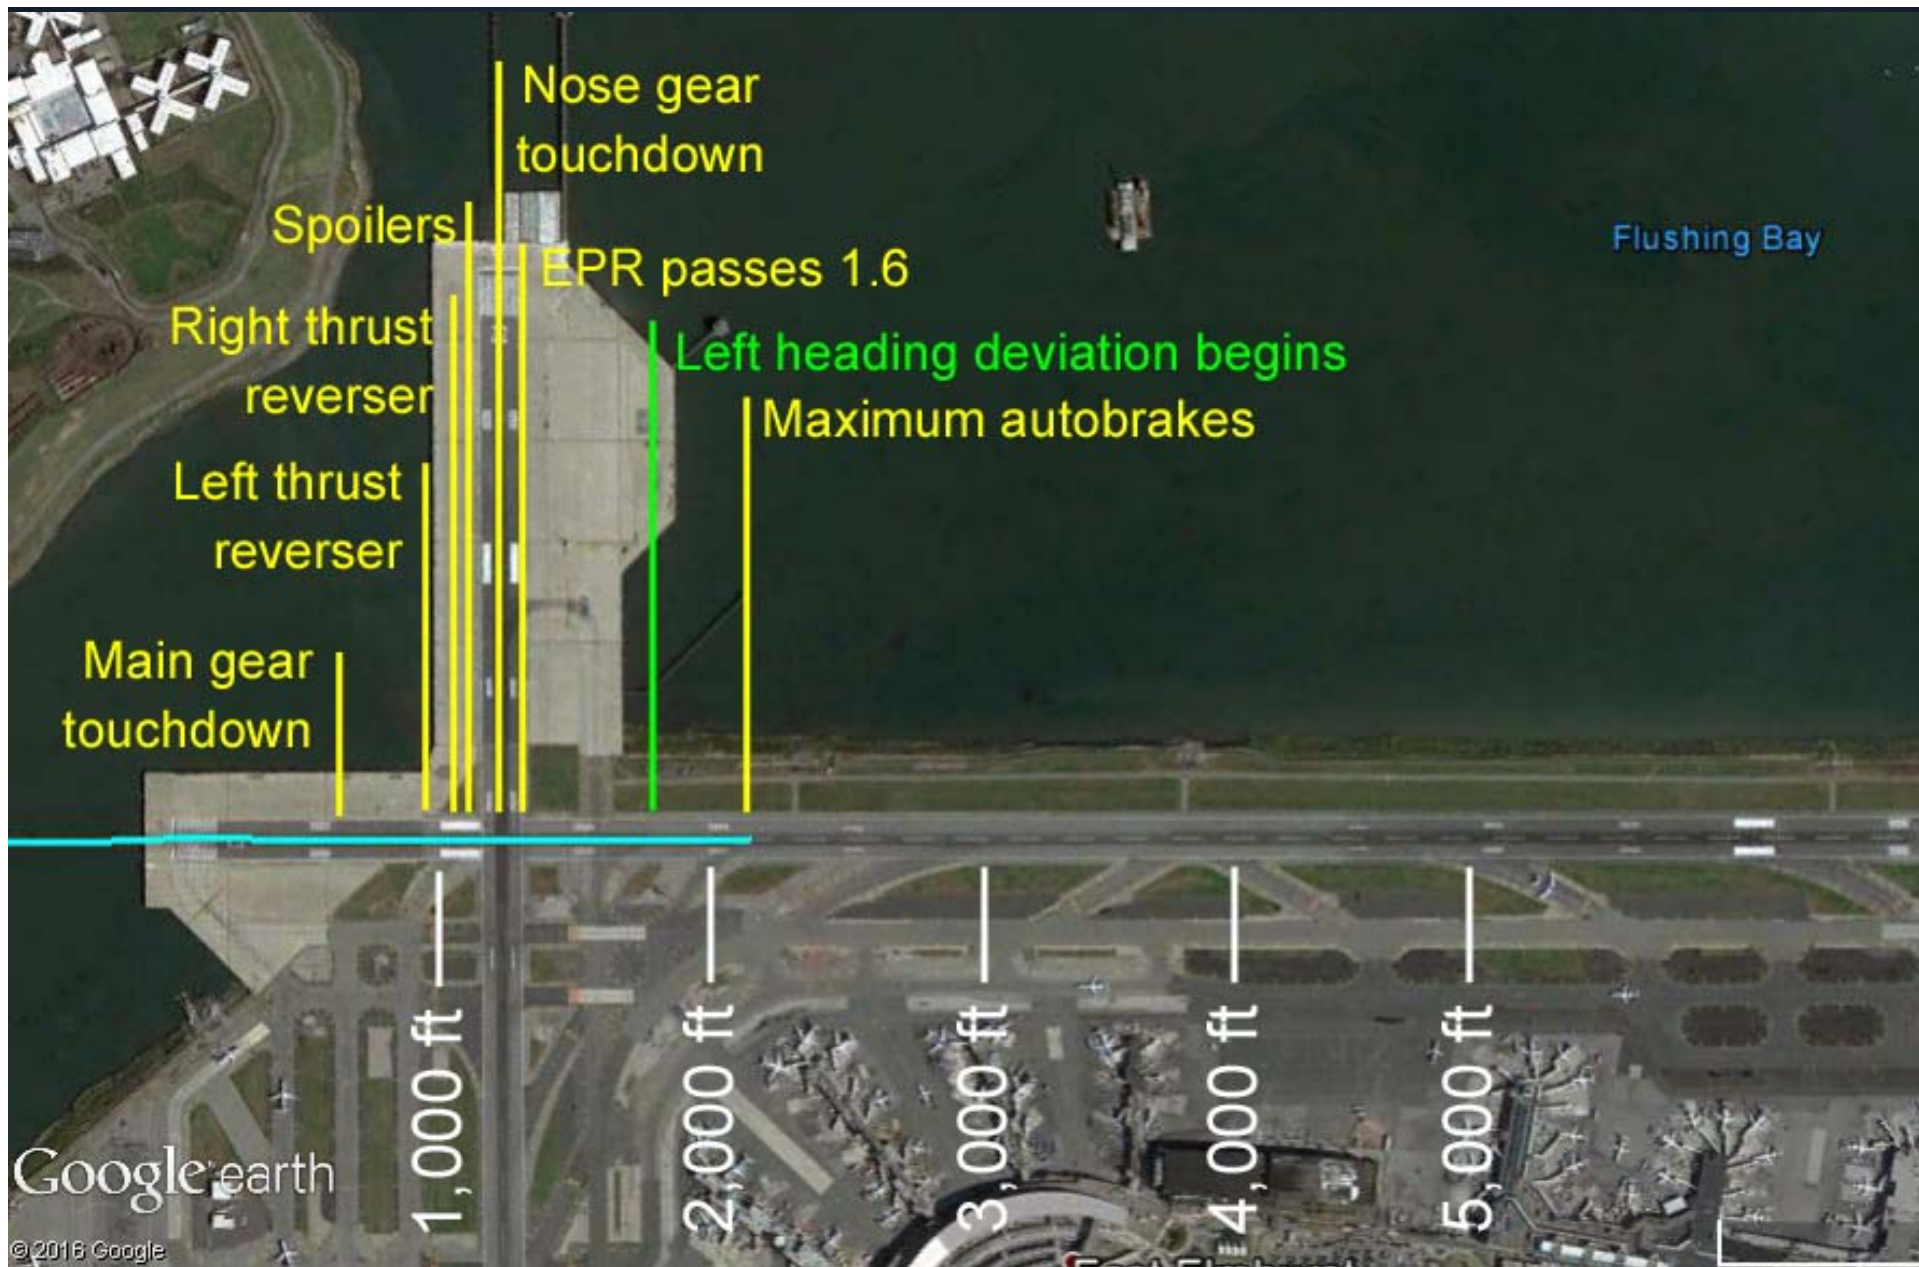 Nose gear
touchdown
Spoilers
EPR passes 1.6
Flushing Bay
Right thrust
reverser
Left heading deviation begins
Maximum autobrakes
Left thrust
reverser
Main gear
touchdown
1,000 ft
2,000 ft
3,000 ft
4,000 ft
5,000 ft
Google earth
© 2016 Google
East Elmhurst